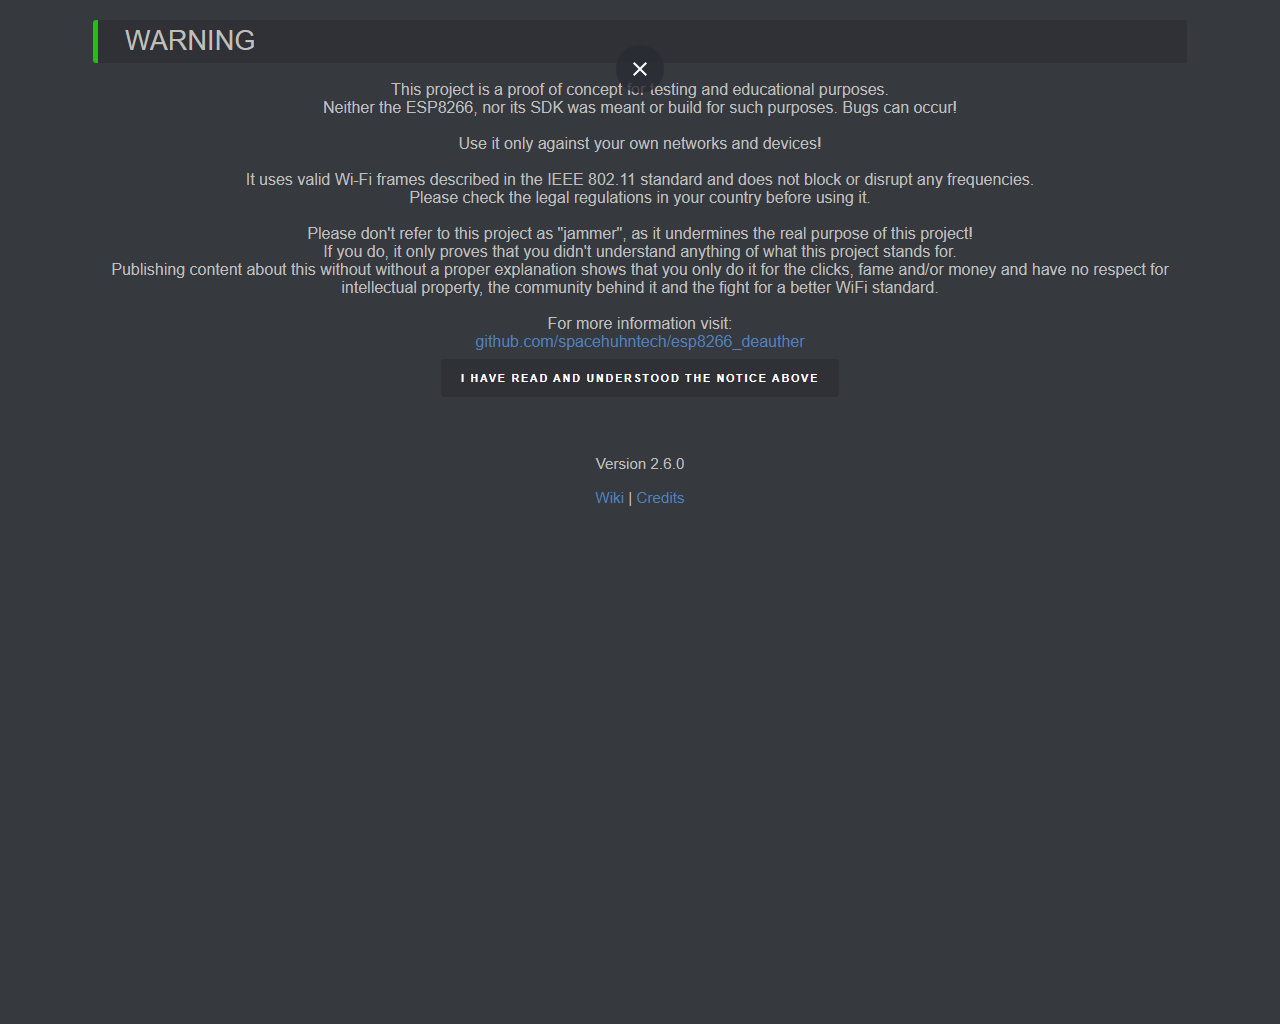 WARNING
This project is a proof of concept for testing and educational purposes.
Neither the ESP8266, nor its SDK was meant or build for such purposes. Bugs can occur!
Use it only against your own networks and devices!
It uses valid Wi-Fi frames described in the IEEE 802.11 standard and does not block or disrupt any frequencies.
Please check the legal regulations in your country before using it.
Please don't refer to this project as "jammer", as it undermines the real purpose of this project!
If you do, it only proves that you didn't understand anything of what this project stands for.
Publishing content about this without without a proper explanation shows that you only do it for the clicks, fame and/or money and have no respect for
intellectual property, the community behind it and the fight for a better WiFi standard.
For more information visit:
github.com/spacehuhntech/esp8266_deauther
I HAVE READ AND UNDERSTOOD THE NOTICE ABOVE
Version 2.6.0
Wiki | Credits